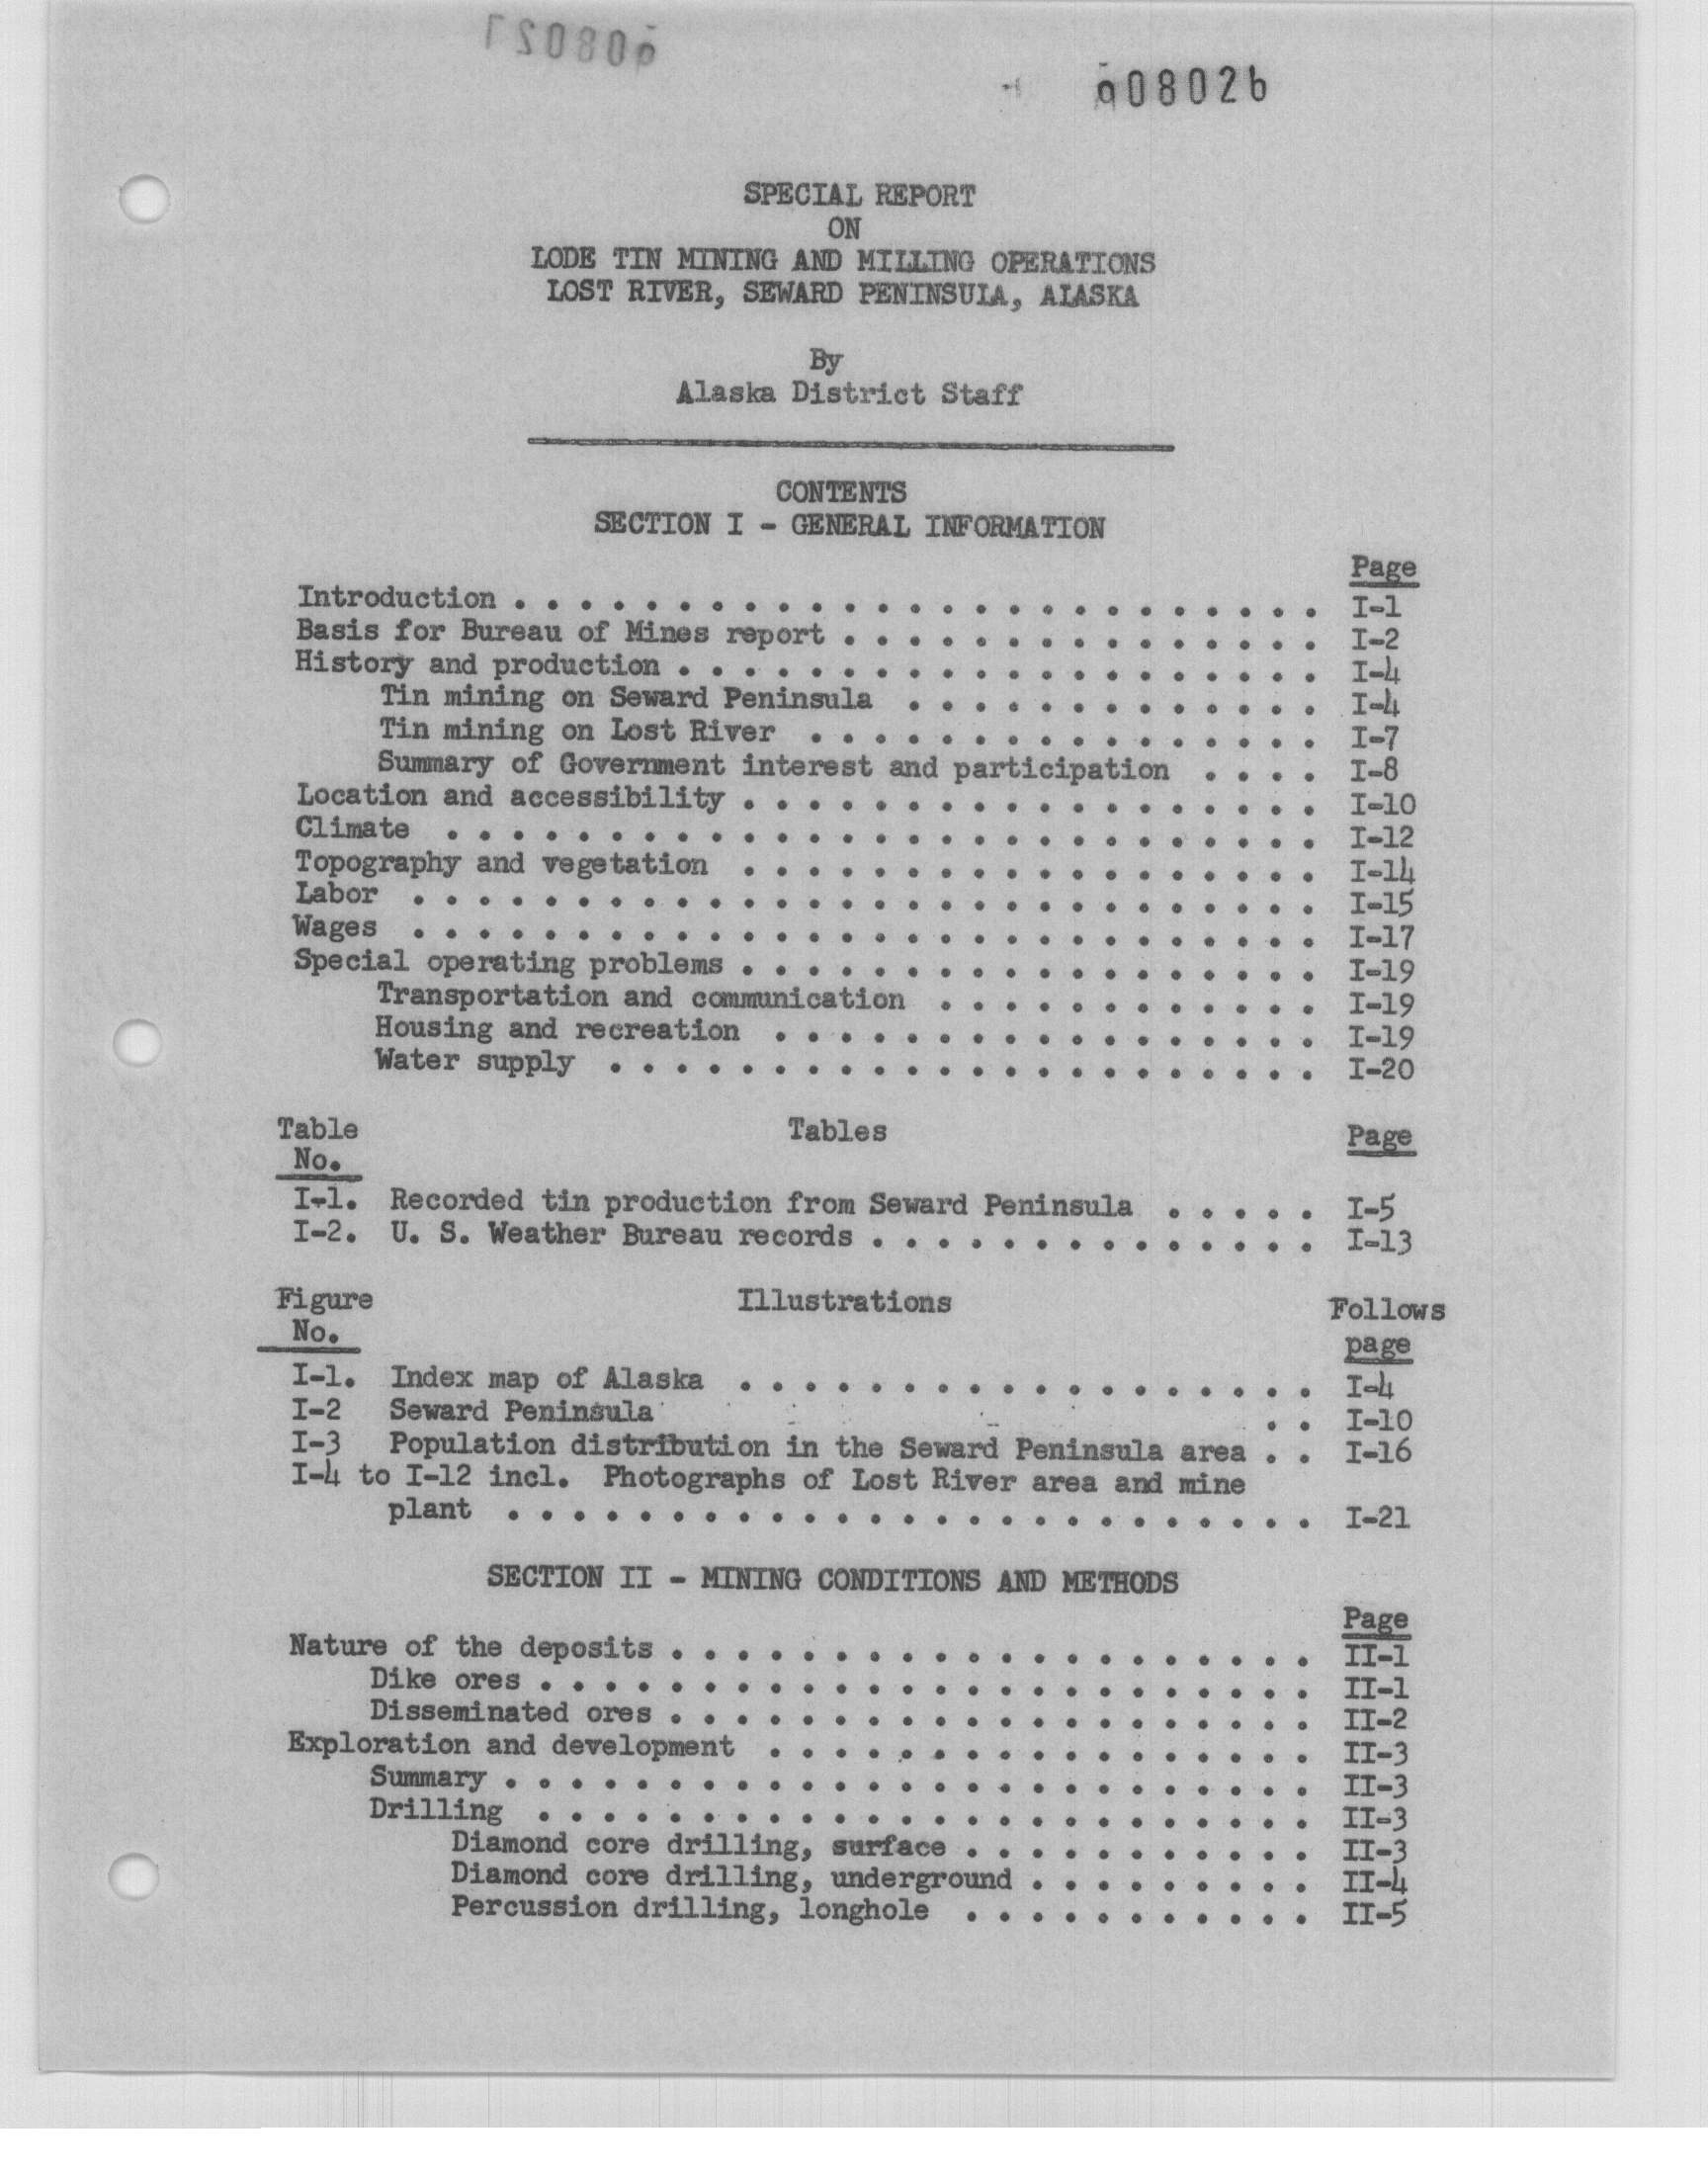 908026
SPECIAL REPORT
ON
LODE TIN MINING AND MILLING OPERATIONS
LOST RIVER, SEWARD PENINSULA, ALASKA
By
Alaska District Staff
CONTENTS
SECTION I - GENERAL INFORMATION
Page
Introduction . . . . . . . . . . . . . . . . . . . . . . . . . I-1
Basis for Bureau of Mines report . . . . . . . . . . . . . . . I-2
History and production . . . . . . . . . . . . . . . . . . . . I-4
Tin mining on Seward Peninsula . . . . . . . . . . . . . I-4
Tin mining on Lost River . . . . . . . . . . . . . . . . I-7
Summary of Government interest and participation . . . . I-8
Location and accessibility . . . . . . . . . . . . . . . . . . I-10
Climate . . . . . . . . . . . . . . . . . . . . . . . . . . . I-12
Topography and vegetation . . . . . . . . . . . . . . . . . . I-14
Labor . . . . . . . . . . . . . . . . . . . . . . . . . . . . I-15
Wages . . . . . . . . . . . . . . . . . . . . . . . . . . . . I-17
Special operating problems . . . . . . . . . . . . . . . . . . I-19
Transportation and communication . . . . . . . . . . . . I-19
Housing and recreation . . . . . . . . . . . . . . . . . I-19
Water supply . . . . . . . . . . . . . . . . . . . . . . I-20
Table Tables Page
No.
I-1. Recorded tin production from Seward Peninsula . . . . . I-5
I-2. U. S. Weather Bureau records . . . . . . . . . . . . . . I-13
Figure Illustrations Follows
No. page
I-1. Index map of Alaska . . . . . . . . . . . . . . . . . . I-4
I-2 Seward Peninsula . . I-10
I-3 Population distribution in the Seward Peninsula area . . I-16
I-4 to I-12 incl. Photographs of Lost River area and mine
plant . . . . . . . . . . . . . . . . . . . . . . . . . I-21
SECTION II - MINING CONDITIONS AND METHODS
Page
Nature of the deposits . . . . . . . . . . . . . . . . . . . . II-1
Dike ores . . . . . . . . . . . . . . . . . . . . . . . . II-1
Disseminated ores . . . . . . . . . . . . . . . . . . . . II-2
Exploration and development . . . . . . . . . . . . . . . . . II-3
Summary . . . . . . . . . . . . . . . . . . . . . . . . . II-3
Drilling . . . . . . . . . . . . . . . . . . . . . . . . II-3
Diamond core drilling, surface . . . . . . . . . . . II-3
Diamond core drilling, underground . . . . . . . . . II-4
Percussion drilling, longhole . . . . . . . . . . . II-5